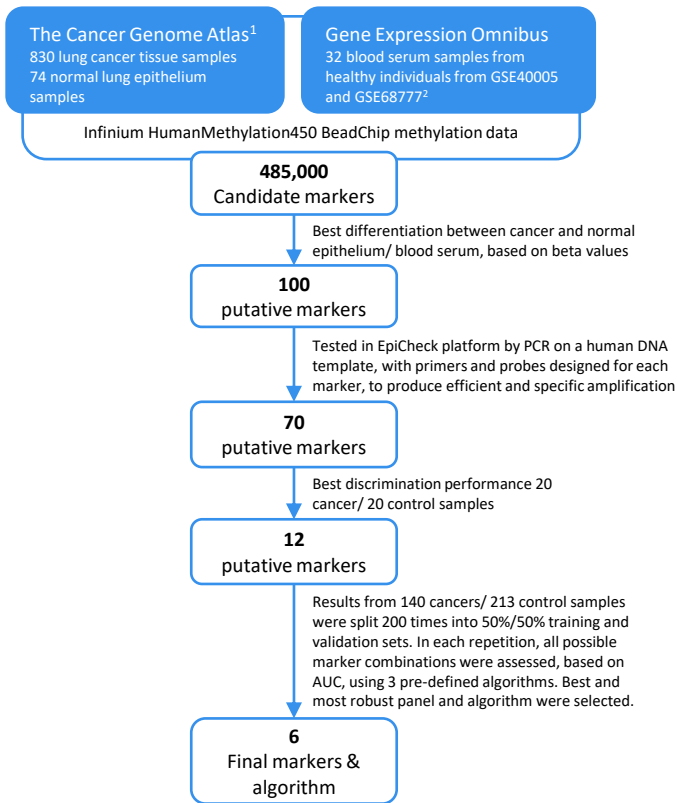 The Cancer Genome Atlas1
830 lung cancer tissue samples
74 normal lung epithelium
samples
Gene Expression Omnibus
32 blood serum samples from
healthy individuals from GSE40005
and GSE687772
Infinium HumanMethylation450 BeadChip methylation data
485,000
Candidate markers
Best differentiation between cancer and normal
epithelium/ blood serum, based on beta values
100
putative markers
Tested in EpiCheck platform by PCR on a human DNA
template, with primers and probes designed for each
marker, to produce efficient and specific amplification
70
putative markers
Best discrimination performance 20
cancer/ 20 control samples
12
putative markers
Results from 140 cancers/ 213 control samples
were split 200 times into 50%/50% training and
validation sets. In each repetition, all possible
marker combinations were assessed, based on
AUC, using 3 pre-defined algorithms. Best and
most robust panel and algorithm were selected.
6
Final markers &
algorithm